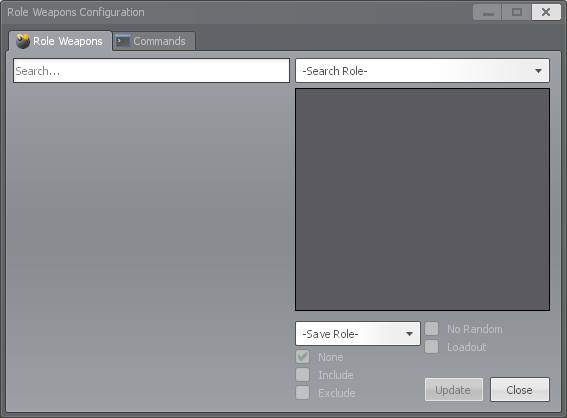 Role Weapons Configuration
Role Weapons
Commands
Search...
-Search Role-
-Save Role-
No Random
Loadout
None
Include
Exclude
Update
Close